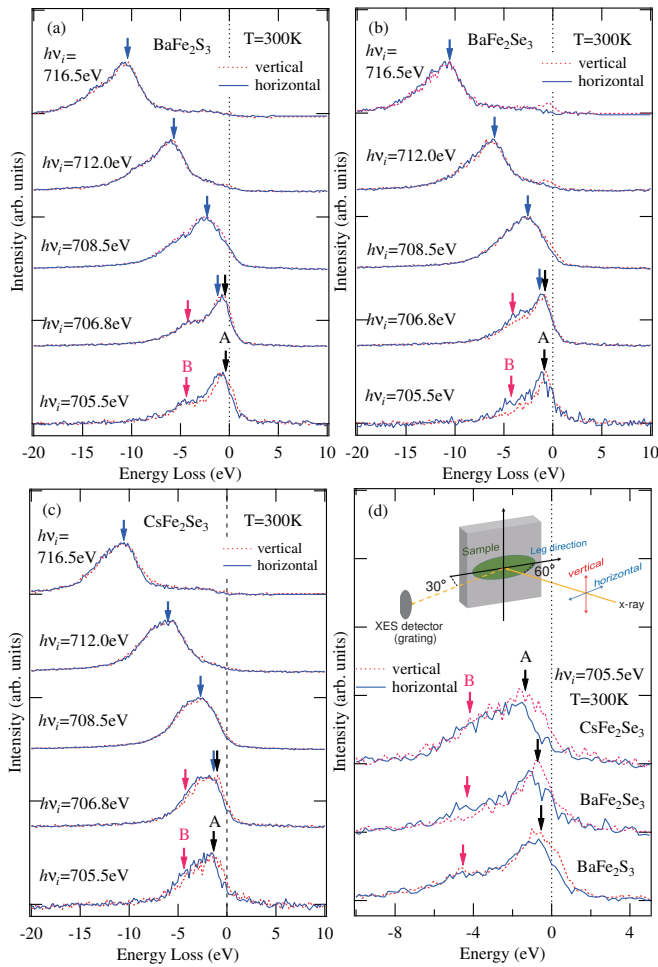 (a)
BaFe2S3
T=300K
hνi=
716.5eV
vertical
horizontal
hνi=712.0eV
hνi=708.5eV
hνi=706.8eV
A
B
hνi=705.5eV
Intensity (arb. units)
-20 -15 -10 -5 0 5 10
Energy Loss (eV)
(b)
BaFe2Se3
T=300K
hνi=
716.5eV
vertical
horizontal
hνi=712.0eV
hνi=708.5eV
hνi=706.8eV
A
B
hνi=705.5eV
Intensity (arb. units)
-20 -15 -10 -5 0 5 10
Energy Loss (eV)
(c)
CsFe2Se3
T=300K
hνi=
716.5eV
vertical
horizontal
hνi=712.0eV
hνi=708.5eV
hνi=706.8eV
B A
hνi=705.5eV
Intensity (arb. units)
-20 -15 -10 -5 0 5 10
Energy Loss (eV)
(d)
Sample
Leg direction
30°
60°
vertical
horizontal
x-ray
XES detector
(grating)
vertical
horizontal
A
B
hνi=705.5eV
T=300K
CsFe2Se3
BaFe2Se3
BaFe2S3
Intensity (arb. units)
-8 -4 0 4
Energy (eV)